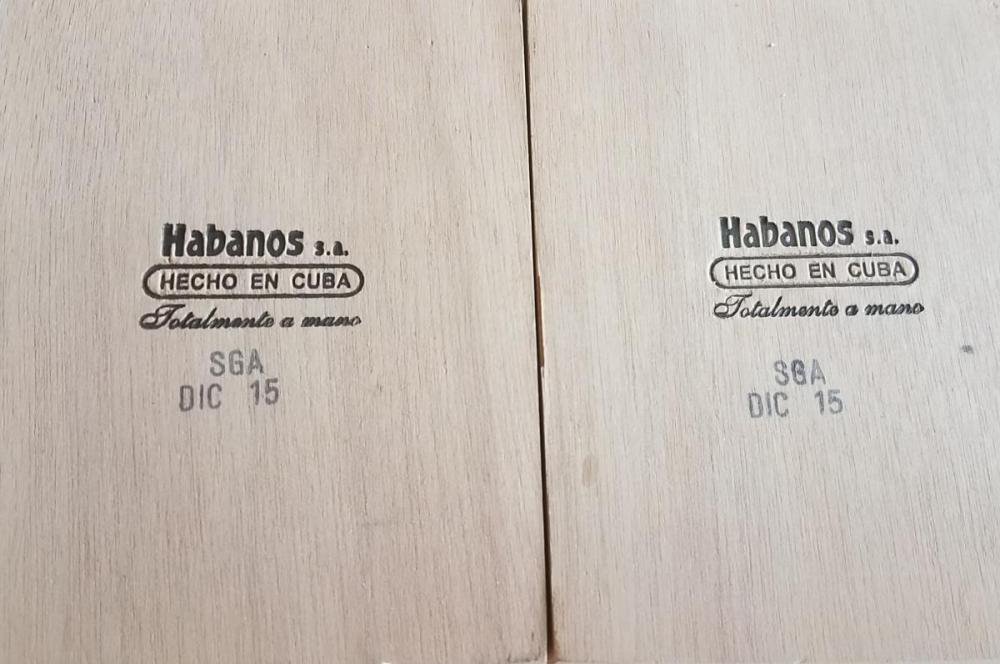 Habanos s.a.
HECHO EN CUBA
Totalmente a mano
SGA
DIC 15
Habanos s.a.
HECHO EN CUBA
Totalmente a mano
SGA
DIC 15